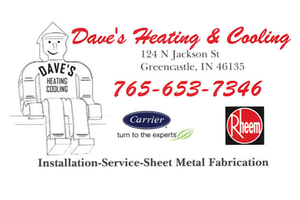 Dave's Heating & Cooling
124 N Jackson St
Greencastle, IN 46135
765-653-7346
DAVE'S
HEATING
COOLING
Carrier
turn to the experts
Rheem
Installation-Service-Sheet Metal Fabrication